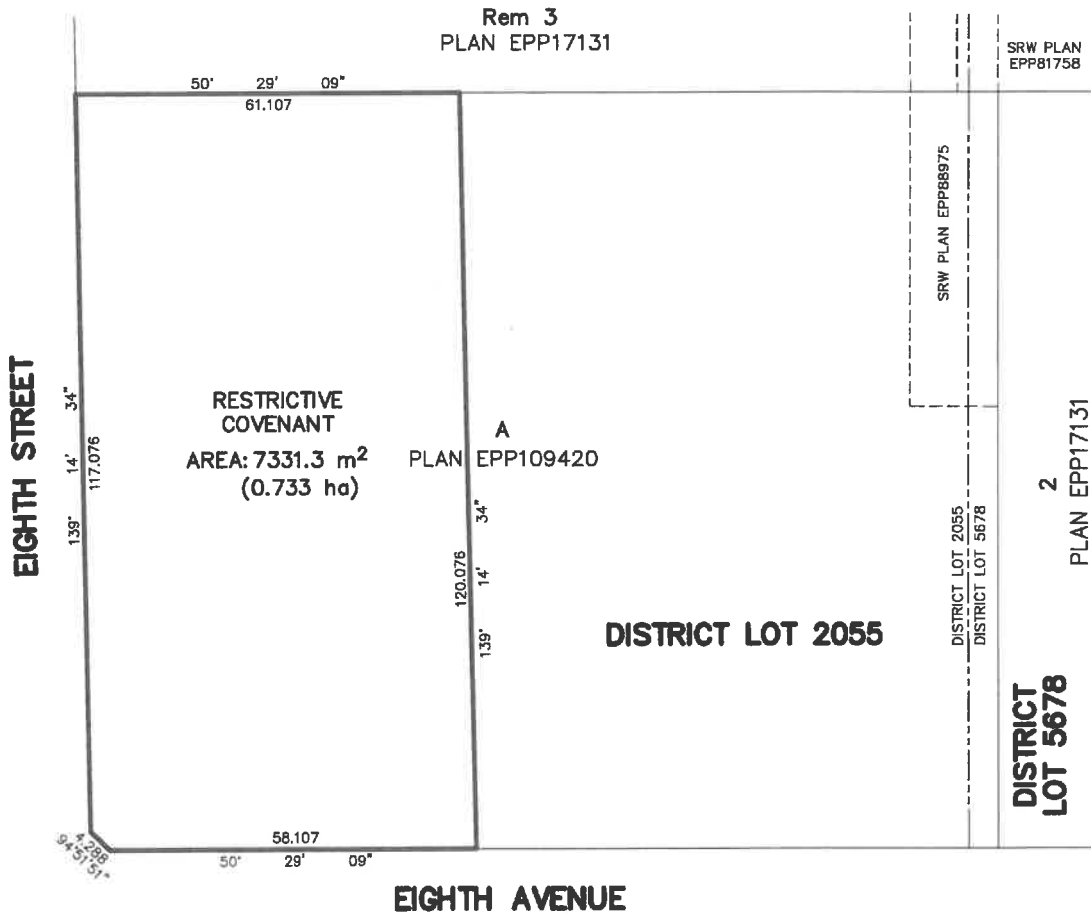 Rem 3
PLAN EPP17131
SRW PLAN
EPP81758
50' 29' 09"
61.107
SRW PLAN EPP88975
EIGHTH STREET
139° 14' 34"
117.076
RESTRICTIVE
COVENANT
AREA: 7331.3 m²
(0.733 ha)
A
PLAN EPP109420
139° 14' 34"
120.076
DISTRICT LOT 2055
DISTRICT LOT 2055
DISTRICT LOT 5678
2
PLAN EPP17131
DISTRICT
LOT 5678
4.288
94°51'51"
58.107
50' 29' 09"
EIGHTH AVENUE